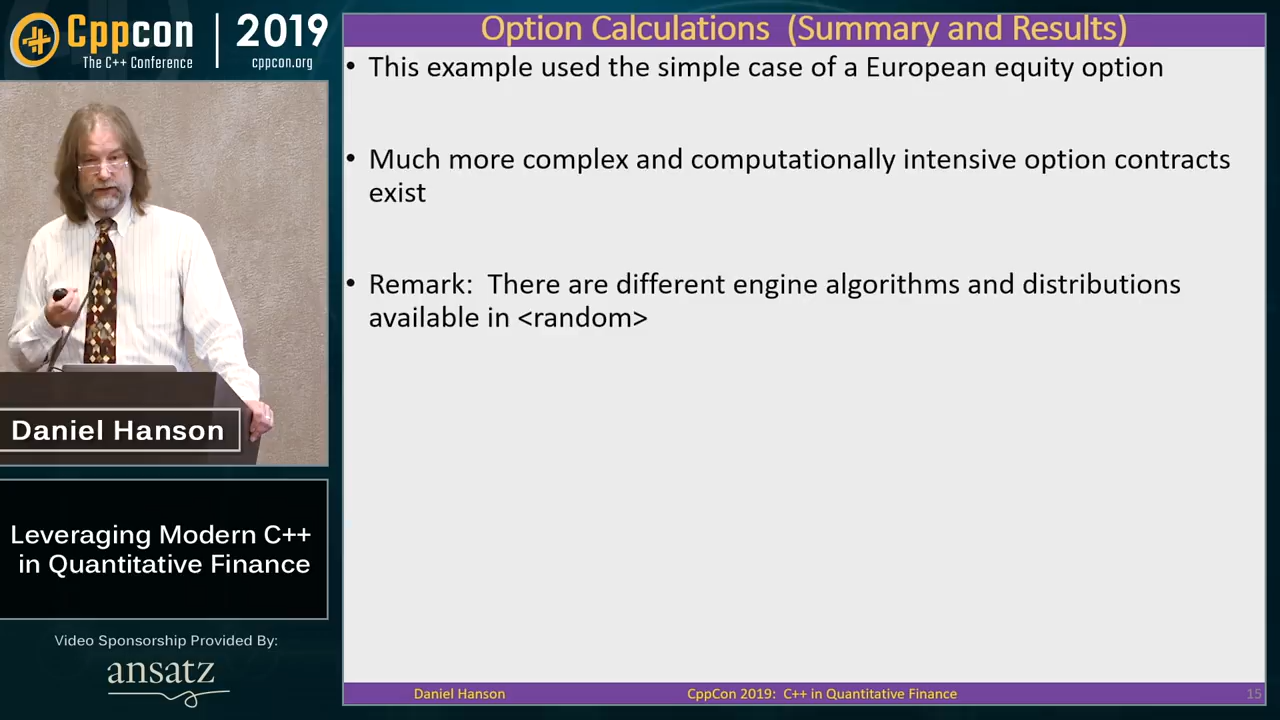 Cppcon
The C++ Conference
2019
cppcon.org
Daniel Hanson
Leveraging Modern C++
in Quantitative Finance
Video Sponsorship Provided By:
ansatz
Option Calculations (Summary and Results)
• This example used the simple case of a European equity option
• Much more complex and computationally intensive option contracts
exist
• Remark: There are different engine algorithms and distributions
available in <random>
Daniel Hanson
CppCon 2019: C++ in Quantitative Finance
15